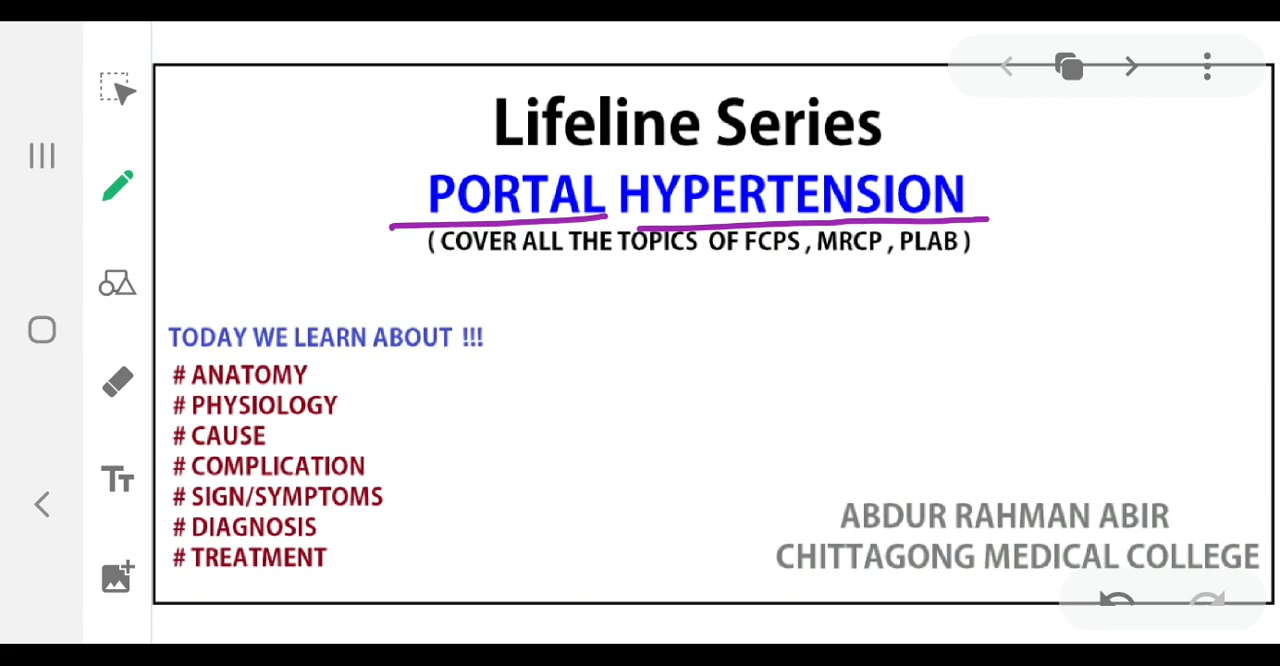 Lifeline Series
PORTAL HYPERTENSION
( COVER ALL THE TOPICS OF FCPS , MRCP , PLAB )
TODAY WE LEARN ABOUT !!!
# ANATOMY
# PHYSIOLOGY
# CAUSE
# COMPLICATION
# SIGN/SYMPTOMS
# DIAGNOSIS
# TREATMENT
ABDUR RAHMAN ABIR
CHITTAGONG MEDICAL COLLEGE
TT